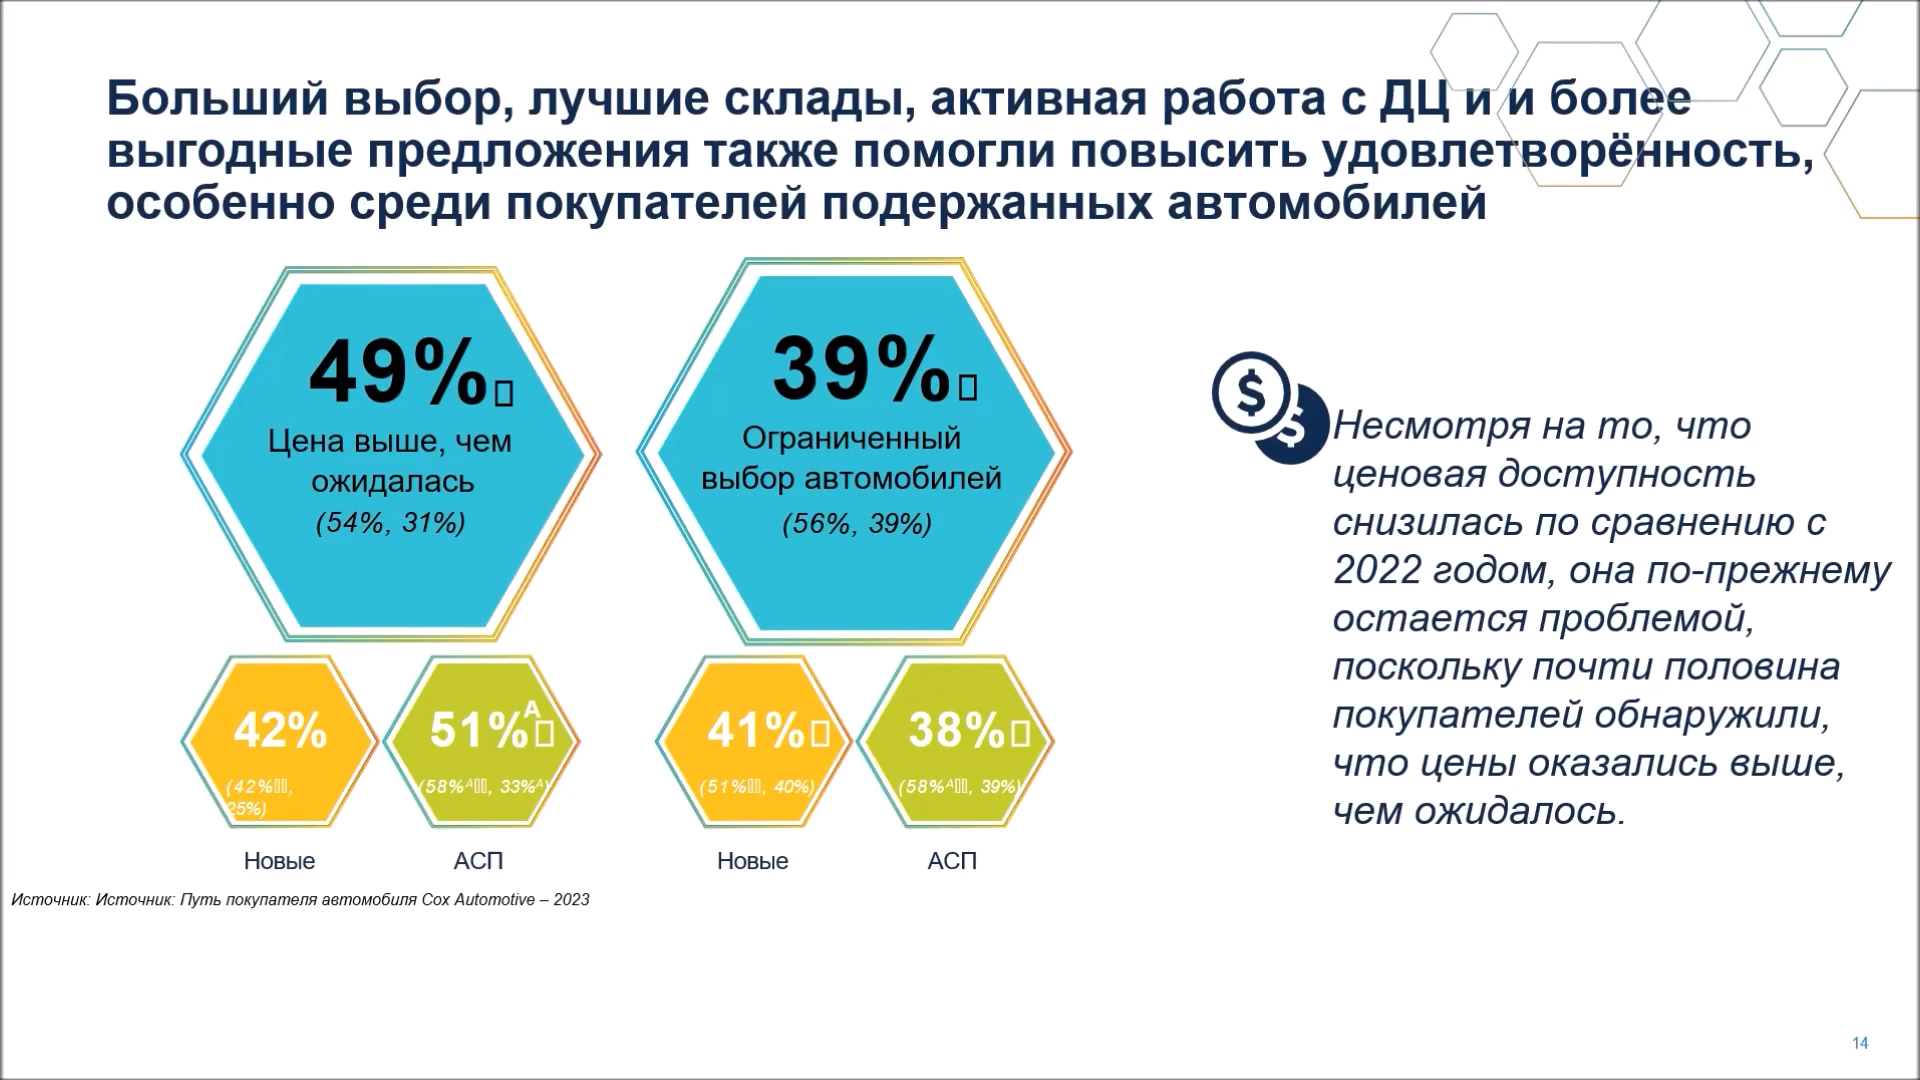 Больший выбор, лучшие склады, активная работа с ДЦ и и более
выгодные предложения также помогли повысить удовлетворённость,
особенно среди покупателей подержанных автомобилей
49%
Цена выше, чем
ожидалась
(54%, 31%)
39%
Ограниченный
выбор автомобилей
(56%, 39%)
$
$
Несмотря на то, что
ценовая доступность
снизилась по сравнению с
2022 годом, она по-прежнему
остается проблемой,
поскольку почти половина
покупателей обнаружили,
что цены оказались выше,
чем ожидалось.
42%
(42%▯▯,
25%)
Новые
51%A▯
(58%A▯▯, 33%A)
АСП
41%▯
(51%▯▯, 40%)
Новые
38%▯
(58%A▯▯, 39%)
АСП
Источник: Источник: Путь покупателя автомобиля Cox Automotive – 2023
14